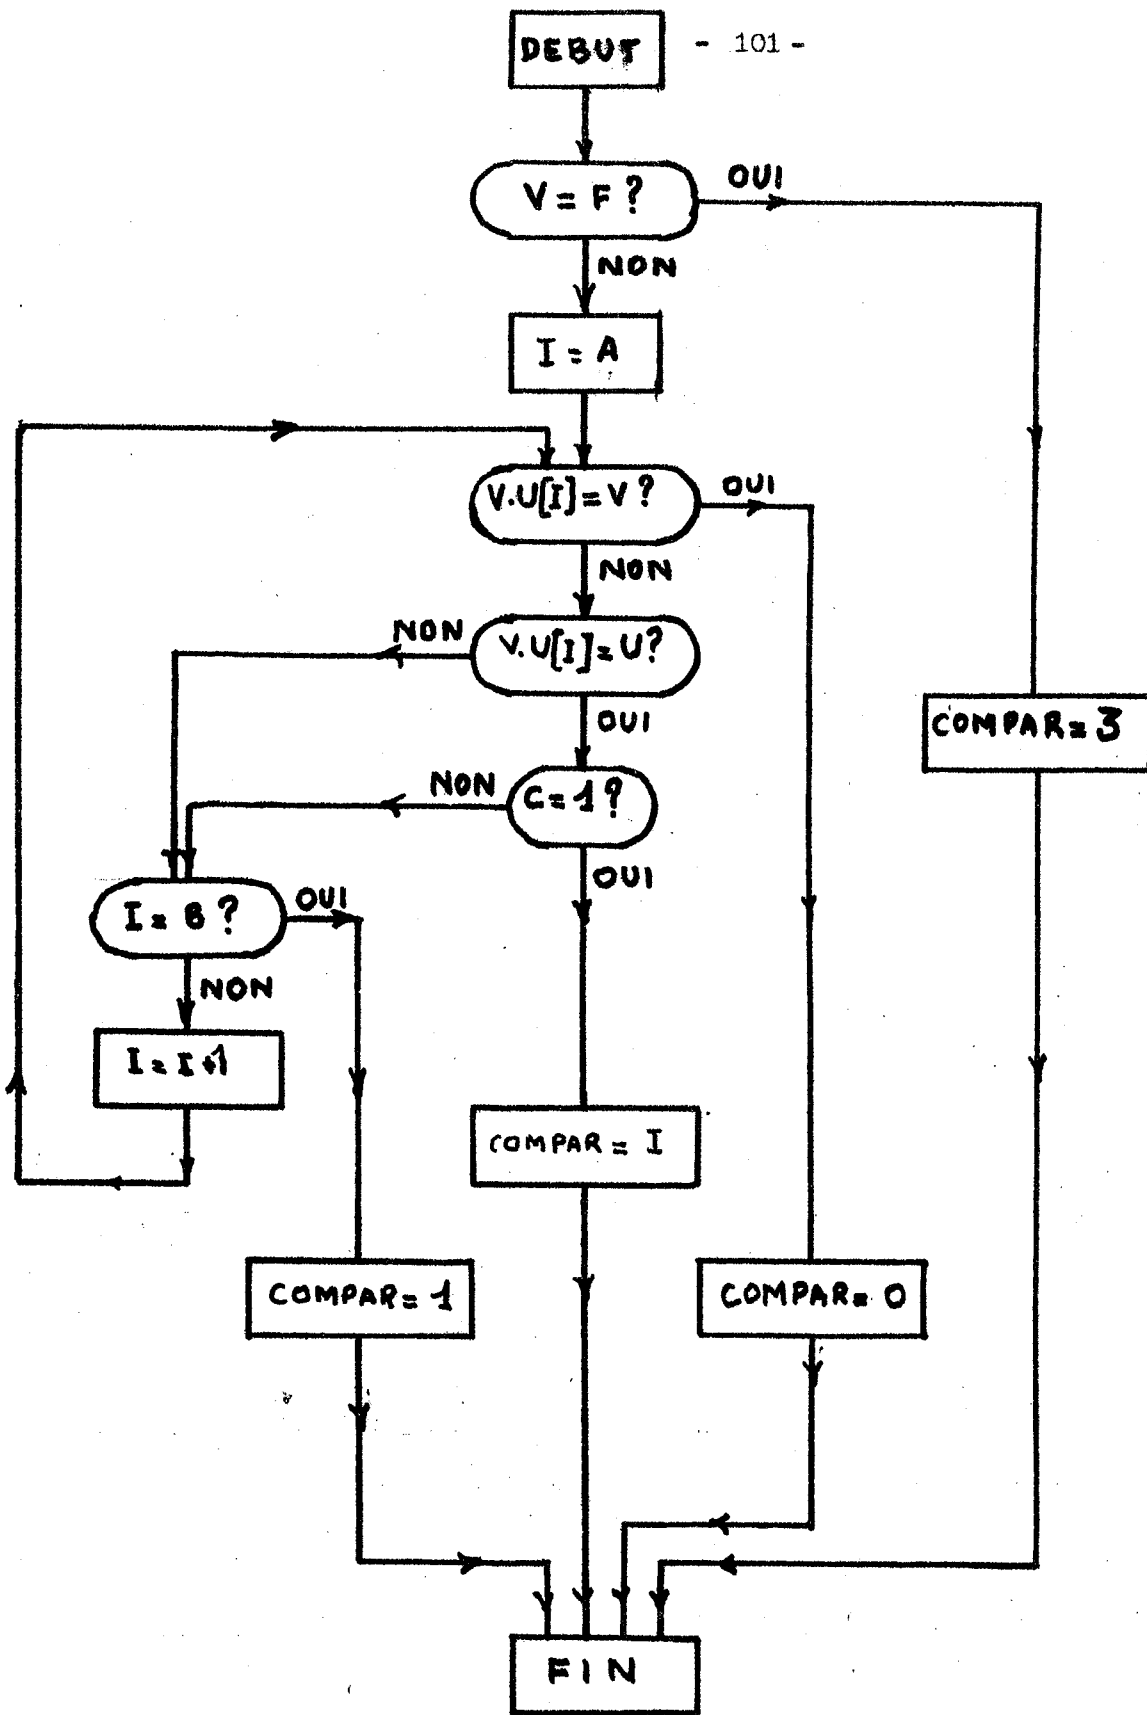 DEBUT
- 101 -
V = F ?
OUI
NON
I = A
V.U[I] = V ?
OUI
NON
V.U[I] = U ?
NON
OUI
C = 1 ?
NON
OUI
I = B ?
OUI
NON
I = I + 1
COMPAR = 3
COMPAR = I
COMPAR = 1
COMPAR = 0
FIN